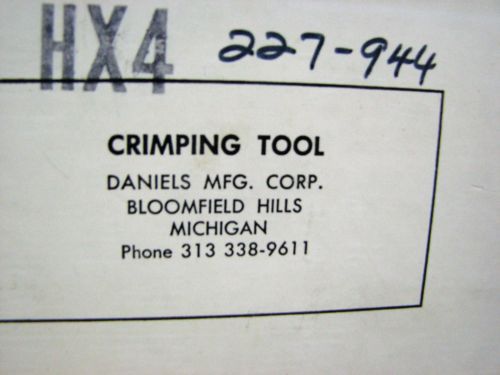 HX4 227-944
CRIMPING TOOL
DANIELS MFG. CORP.
BLOOMFIELD HILLS
MICHIGAN
Phone 313 338-9611